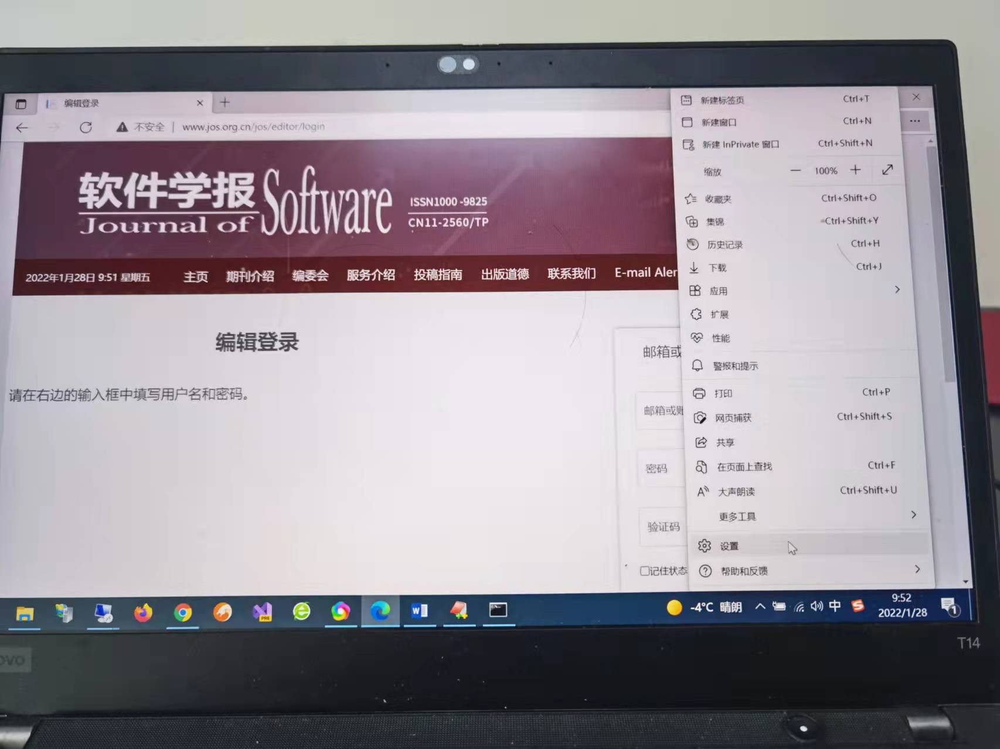 编辑登录
不安全 | www.jos.org.cn/jos/editor/login
软件学报 Software
Journal of
ISSN1000 -9825
CN11-2560/TP
2022年1月28日 9:51 星期五 主页 期刊介绍 编委会 服务介绍 投稿指南 出版道德 联系我们 E-mail Aler
编辑登录
请在右边的输入框中填写用户名和密码。
邮箱或
邮箱或账
密码
验证码
记住状态
新建标签页 Ctrl+T
新建窗口 Ctrl+N
新建 InPrivate 窗口 Ctrl+Shift+N
缩放 — 100% +
收藏夹 Ctrl+Shift+O
集锦 Ctrl+Shift+Y
历史记录 Ctrl+H
下载 Ctrl+J
应用
扩展
性能
警报和提示
打印 Ctrl+P
网页捕获 Ctrl+Shift+S
共享
在页面上查找 Ctrl+F
大声朗读 Ctrl+Shift+U
更多工具
设置
帮助和反馈
PRE
W
-4°C 晴朗
中
S
9:52
2022/1/28
1
T14
ovo